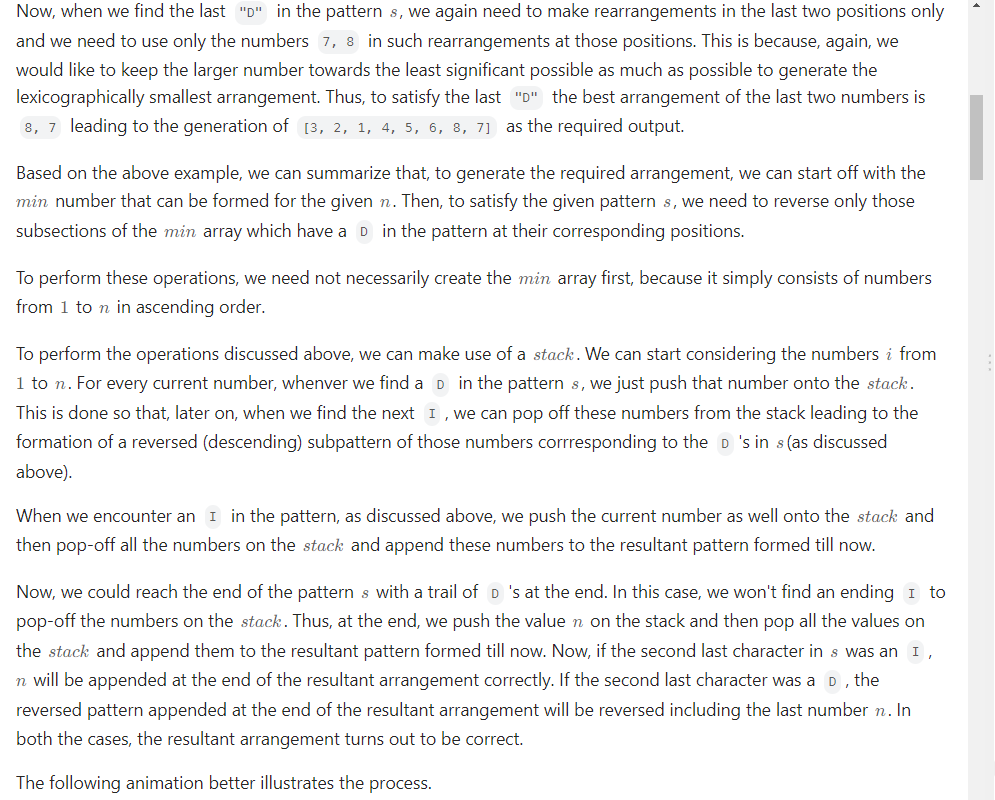 Now, when we find the last "D" in the pattern s, we again need to make rearrangements in the last two positions only
and we need to use only the numbers 7, 8 in such rearrangements at those positions. This is because, again, we
would like to keep the larger number towards the least significant possible as much as possible to generate the
lexicographically smallest arrangement. Thus, to satisfy the last "D" the best arrangement of the last two numbers is
8, 7 leading to the generation of [3, 2, 1, 4, 5, 6, 8, 7] as the required output.
Based on the above example, we can summarize that, to generate the required arrangement, we can start off with the
min number that can be formed for the given n. Then, to satisfy the given pattern s, we need to reverse only those
subsections of the min array which have a D in the pattern at their corresponding positions.
To perform these operations, we need not necessarily create the min array first, because it simply consists of numbers
from 1 to n in ascending order.
To perform the operations discussed above, we can make use of a stack. We can start considering the numbers i from
1 to n. For every current number, whenver we find a D in the pattern s, we just push that number onto the stack.
This is done so that, later on, when we find the next I , we can pop off these numbers from the stack leading to the
formation of a reversed (descending) subpattern of those numbers corrresponding to the D 's in s(as discussed
above).
When we encounter an I in the pattern, as discussed above, we push the current number as well onto the stack and
then pop-off all the numbers on the stack and append these numbers to the resultant pattern formed till now.
Now, we could reach the end of the pattern s with a trail of D 's at the end. In this case, we won't find an ending I to
pop-off the numbers on the stack. Thus, at the end, we push the value n on the stack and then pop all the values on
the stack and append them to the resultant pattern formed till now. Now, if the second last character in s was an I ,
n will be appended at the end of the resultant arrangement correctly. If the second last character was a D , the
reversed pattern appended at the end of the resultant arrangement will be reversed including the last number n. In
both the cases, the resultant arrangement turns out to be correct.
The following animation better illustrates the process.